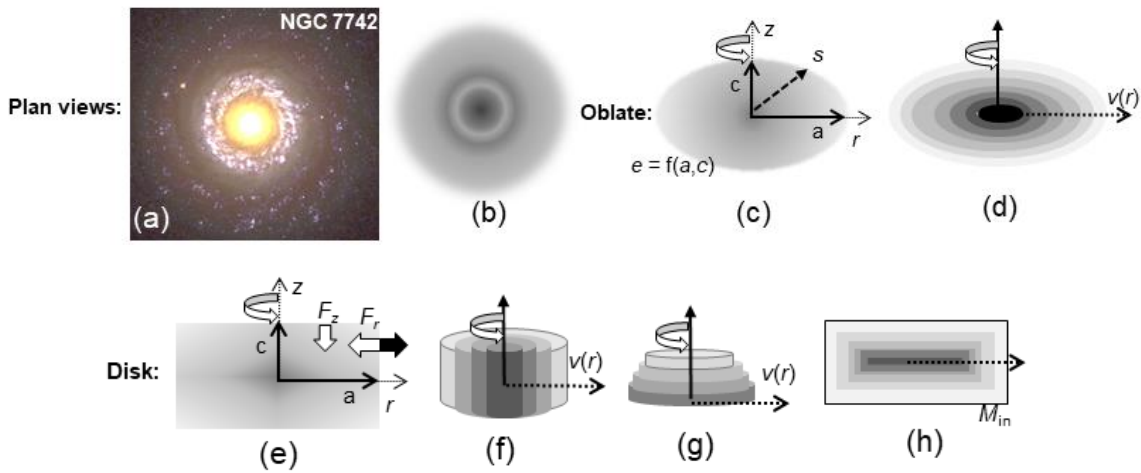 NGC 7742
Plan views:
(a)
(b)
Oblate:
z
c
s
a
r
e = f(a,c)
(c)
v(r)
(d)
Disk:
z
F_z
F_r
c
a
r
(e)
v(r)
(f)
v(r)
(g)
M_in
(h)